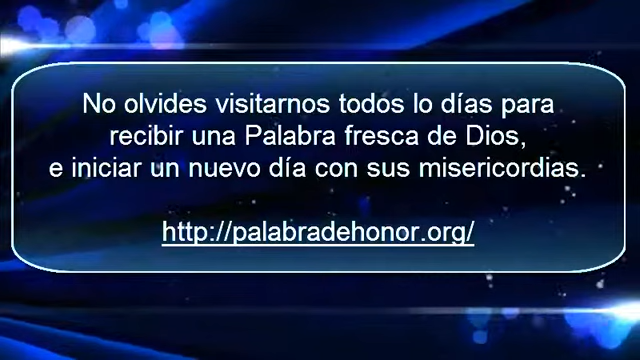 No olvides visitarnos todos lo días para
recibir una Palabra fresca de Dios,
e iniciar un nuevo día con sus misericordias.
http://palabradehonor.org/